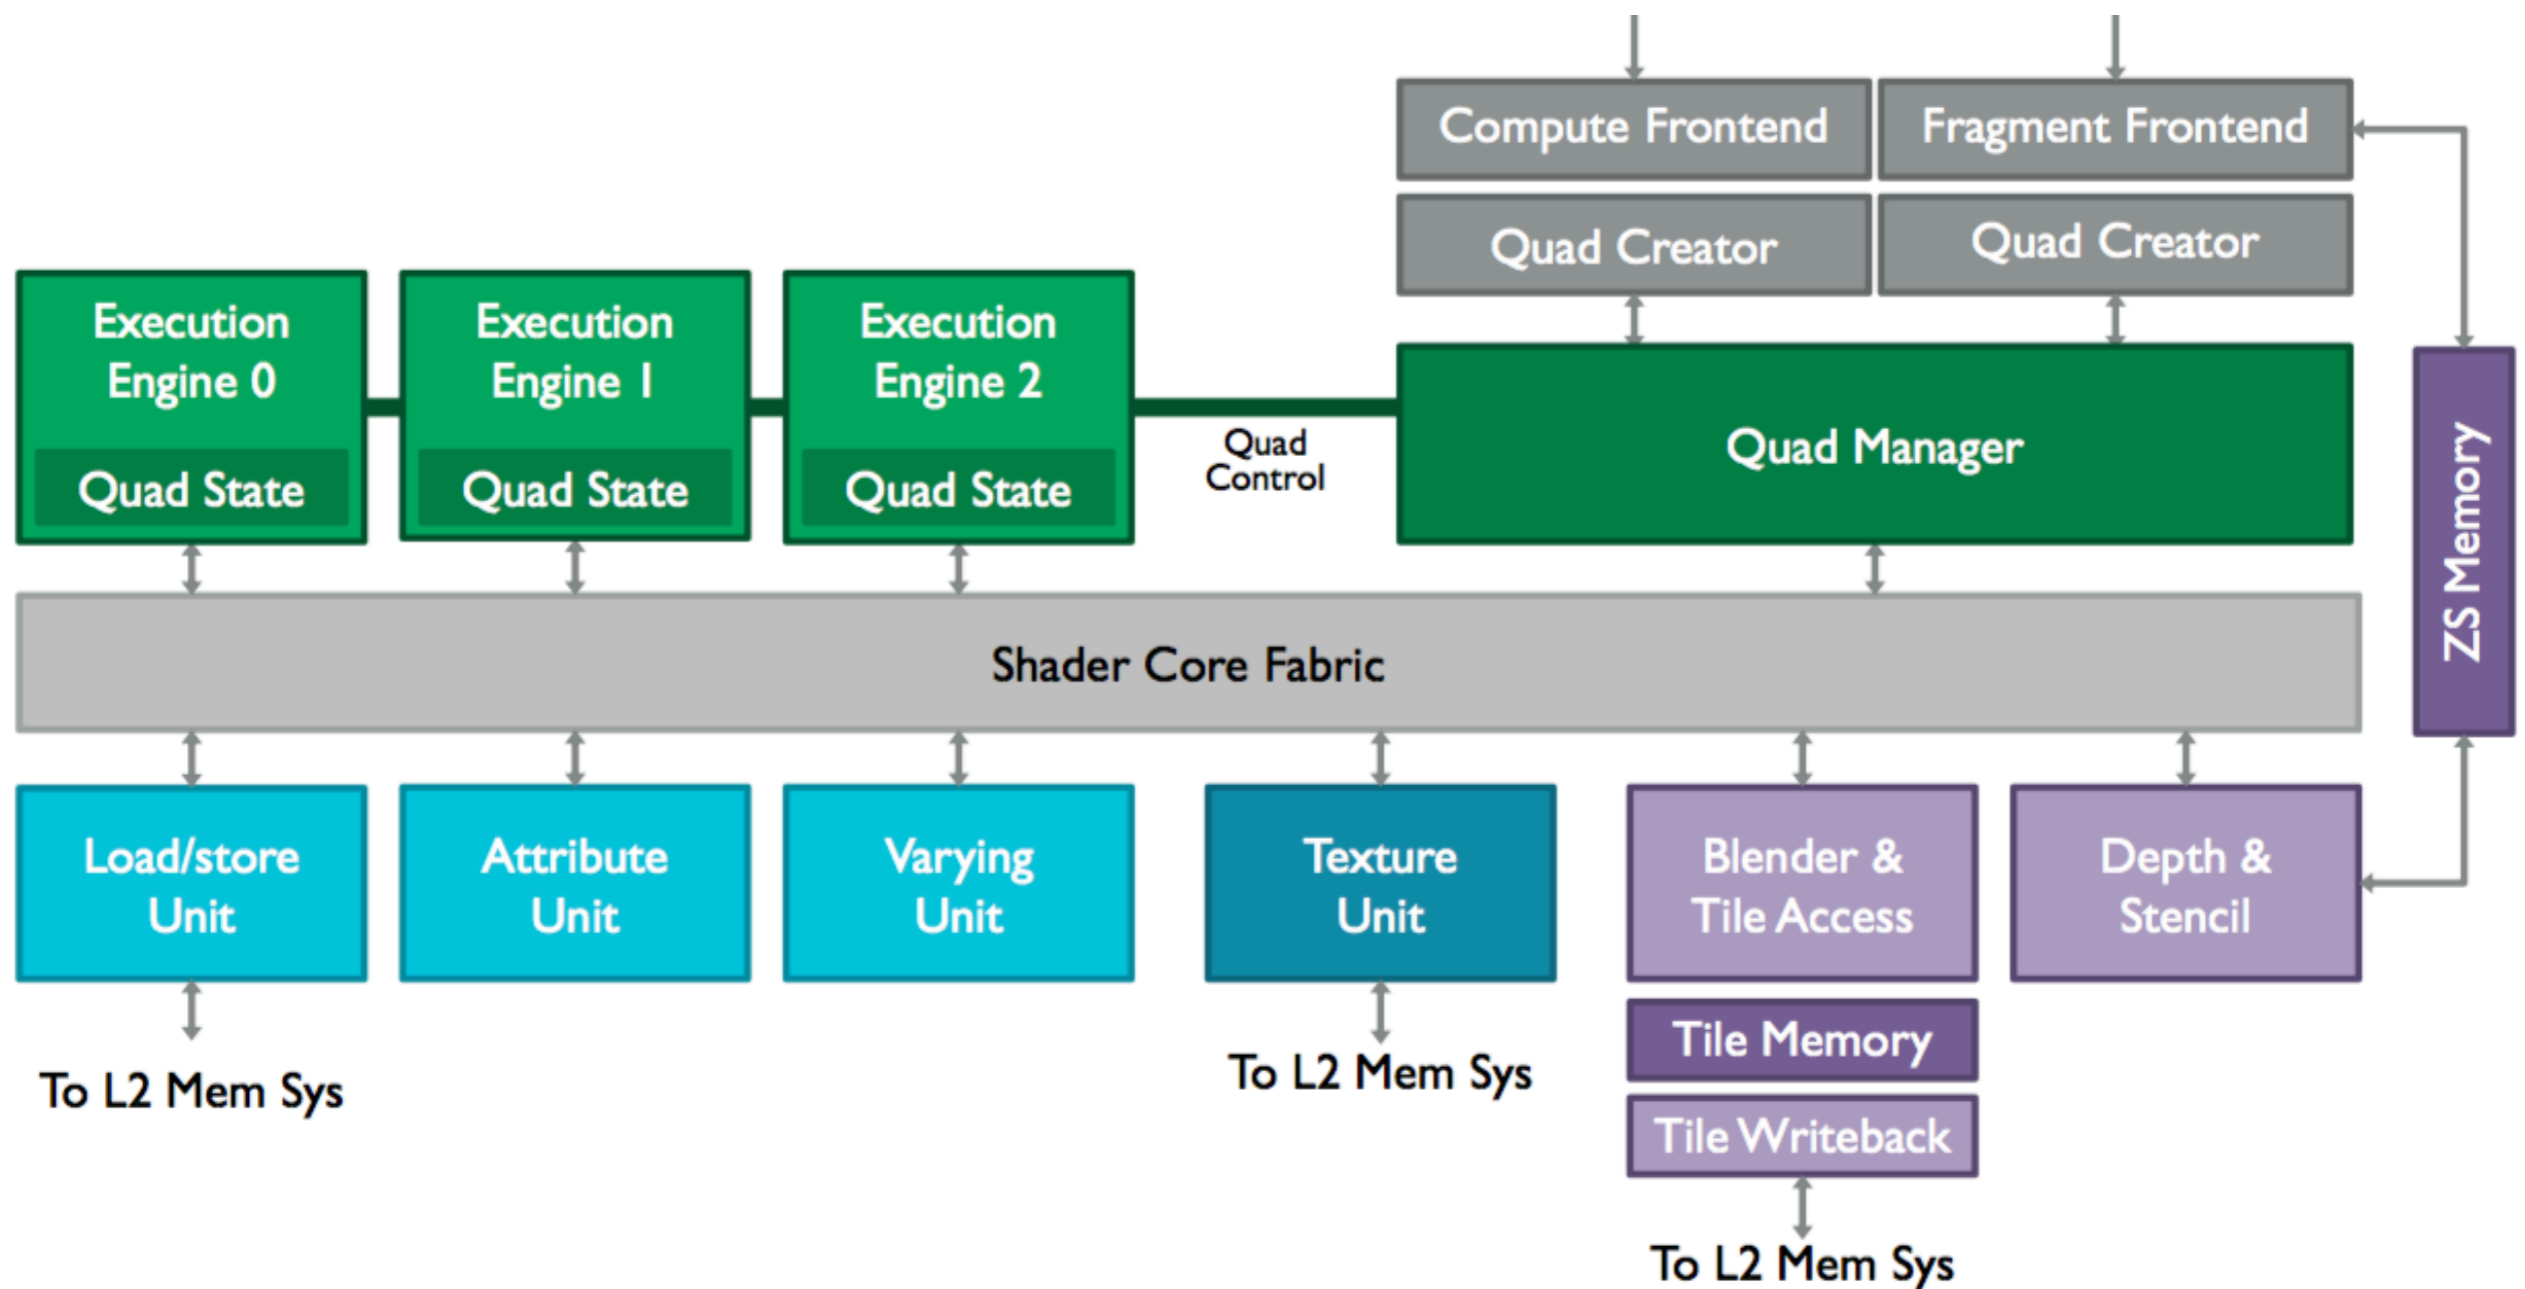 Compute Frontend
Fragment Frontend
Quad Creator
Quad Creator
Execution
Engine 0
Quad State
Execution
Engine 1
Quad State
Execution
Engine 2
Quad State
Quad
Control
Quad Manager
ZS Memory
Shader Core Fabric
Load/store
Unit
Attribute
Unit
Varying
Unit
Texture
Unit
Blender &
Tile Access
Depth &
Stencil
Tile Memory
Tile Writeback
To L2 Mem Sys
To L2 Mem Sys
To L2 Mem Sys